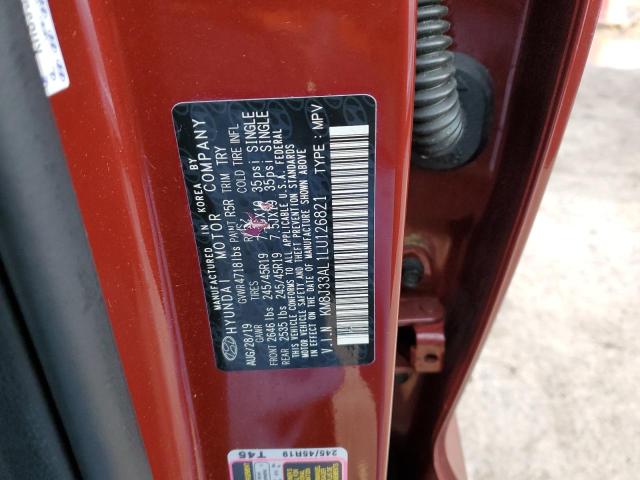 MANUFACTURED IN KOREA BY
HYUNDAI MOTOR COMPANY
AUG/28/19 GVWR 4718 lbs PAINT R5R TRIM TRY
GAWR TIRES COLD TIRE INFL.
FRONT 2646 lbs 245/45R19 35psi SINGLE
REAR 2535 lbs 245/45R19 7.5JX19 35psi SINGLE
THIS VEHICLE CONFORMS TO ALL APPLICABLE U.S.A. FEDERAL
MOTOR VEHICLE SAFETY AND THEFT PREVENTION STANDARDS
IN EFFECT ON THE DATE OF MANUFACTURE SHOWN ABOVE
V.I.N KM8J33AL1LU126821 TYPE : MPV
245/45R19
T45